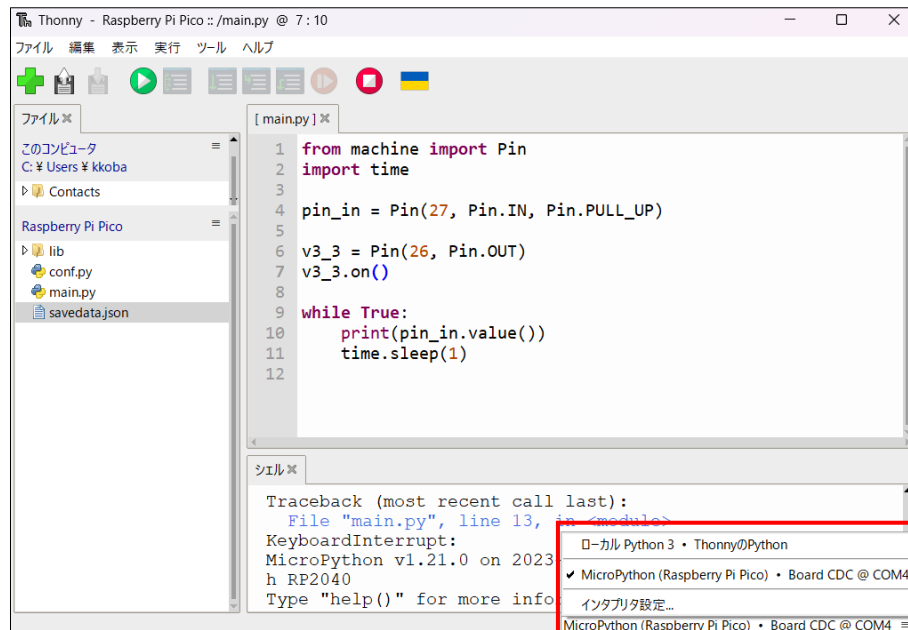 Thonny - Raspberry Pi Pico :: /main.py @ 7 : 10
ファイル 編集 表示 実行 ツール ヘルプ
ファイル
このコンピュータ
C: ¥ Users ¥ kkoba
Contacts
Raspberry Pi Pico
lib
conf.py
main.py
savedata.json
[ main.py ]
1 from machine import Pin
2 import time
3
4 pin_in = Pin(27, Pin.IN, Pin.PULL_UP)
5
6 v3_3 = Pin(26, Pin.OUT)
7 v3_3.on()
8
9 while True:
10 print(pin_in.value())
11 time.sleep(1)
12
シェル
Traceback (most recent call last):
File "main.py", line 13, in <module>
KeyboardInterrupt:
MicroPython v1.21.0 on 2023
h RP2040
Type "help()" for more info
ローカル Python 3 • ThonnyのPython
✔ MicroPython (Raspberry Pi Pico) • Board CDC @ COM4
インタプリタ設定...
MicroPython (Raspberry Pi Pico) • Board CDC @ COM4 ≡